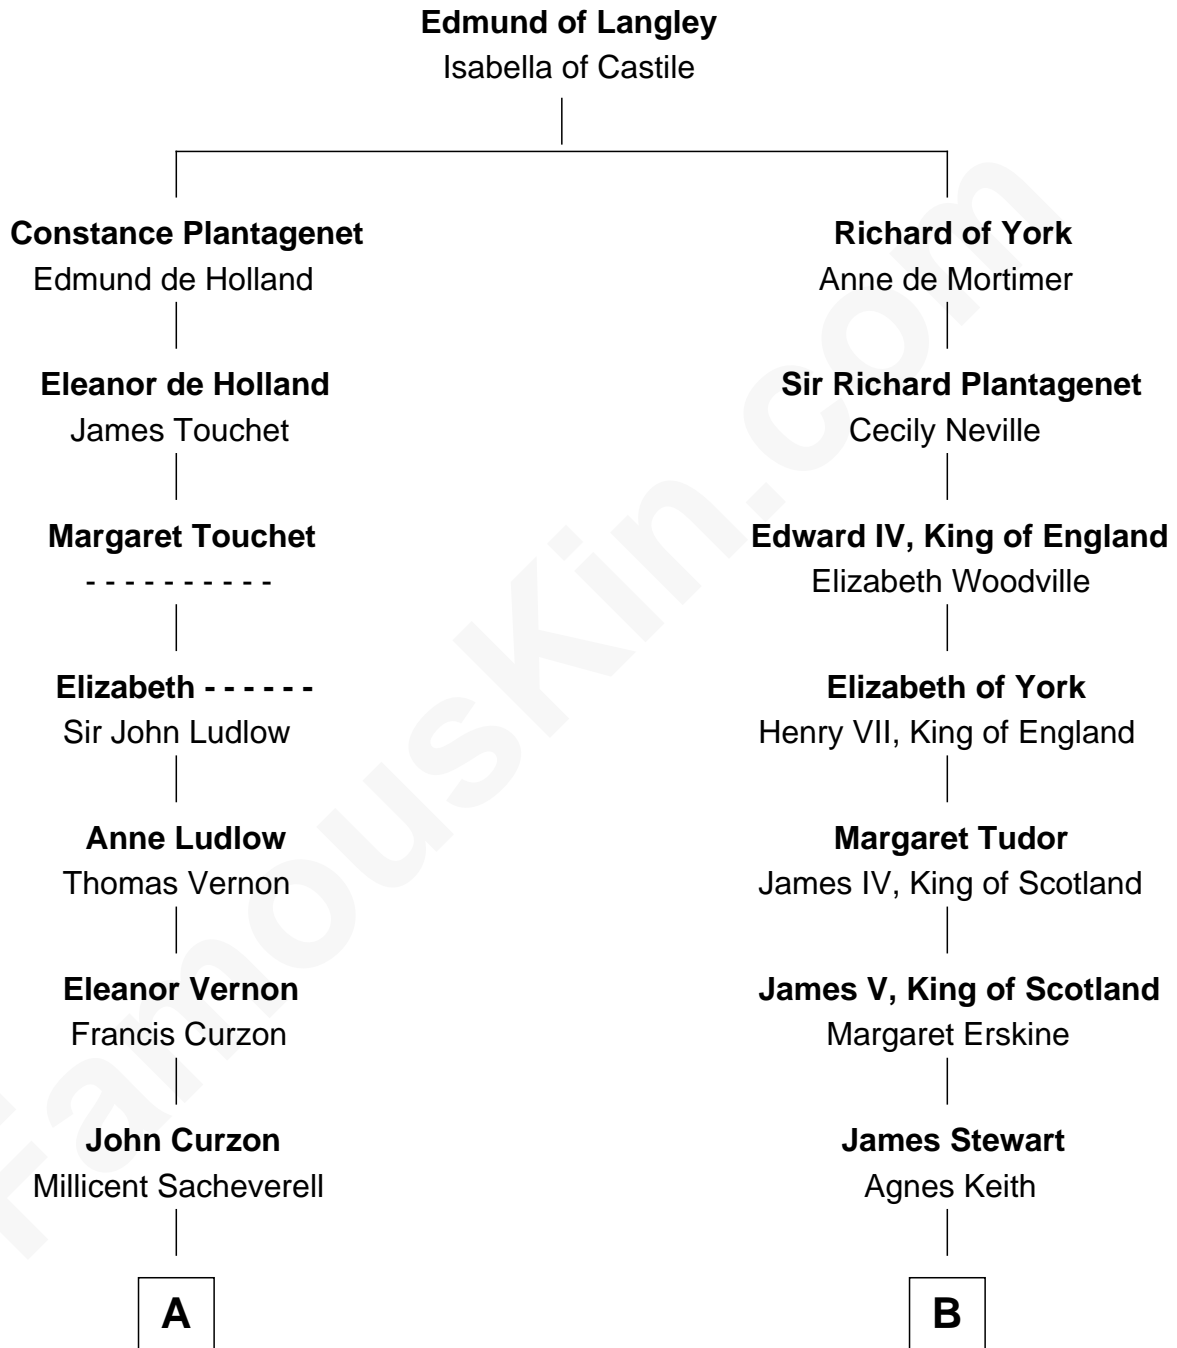 Edmund of Langley
Isabella of Castile
Constance Plantagenet
Edmund de Holland
Richard of York
Anne de Mortimer
Eleanor de Holland
James Touchet
Sir Richard Plantagenet
Cecily Neville
Margaret Touchet
- - - - - - - - - -
Edward IV, King of England
Elizabeth Woodville
Elizabeth - - - - - -
Sir John Ludlow
Elizabeth of York
Henry VII, King of England
Anne Ludlow
Thomas Vernon
Margaret Tudor
James IV, King of Scotland
Eleanor Vernon
Francis Curzon
James V, King of Scotland
Margaret Erskine
John Curzon
Millicent Sacheverell
James Stewart
Agnes Keith
A
B
FamousKin.com